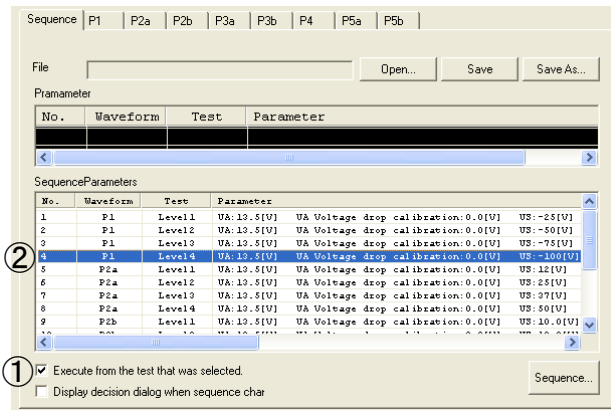 Sequence P1 P2a P2b P3a P3b P4 P5a P5b
File Open... Save Save As...
Pramameter
No. Waveform Test Parameter
SequenceParameters
No. Waveform Test Parameter
1 P1 Level1 UA:13.5[V] UA Voltage drop calibration:0.0[V] US:-25[V]
2 P1 Level2 UA:13.5[V] UA Voltage drop calibration:0.0[V] US:-50[V]
3 P1 Level3 UA:13.5[V] UA Voltage drop calibration:0.0[V] US:-75[V]
② 4 P1 Level4 UA:13.5[V] UA Voltage drop calibration:0.0[V] US:-100[V]
5 P2a Level1 UA:13.5[V] UA Voltage drop calibration:0.0[V] US:12[V]
6 P2a Level2 UA:13.5[V] UA Voltage drop calibration:0.0[V] US:25[V]
7 P2a Level3 UA:13.5[V] UA Voltage drop calibration:0.0[V] US:37[V]
8 P2a Level4 UA:13.5[V] UA Voltage drop calibration:0.0[V] US:50[V]
9 P2b Level1 UA:13.5[V] UA Voltage drop calibration:0.0[V] US:10.0[V]
① Execute from the test that was selected.
Sequence...
Display decision dialog when sequence char